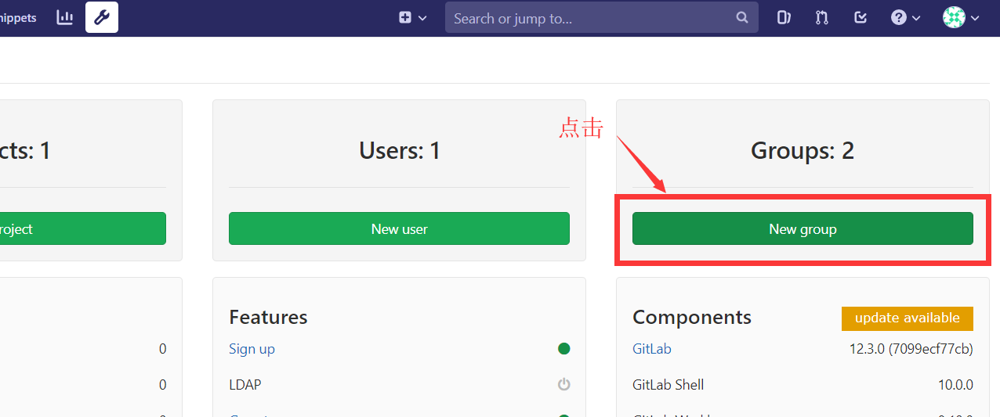 nippets
Search or jump to...
点击
cts: 1
Users: 1
Groups: 2
roject
New user
New group
Features
Components
update available
0
Sign up
GitLab
12.3.0 (7099ecf77cb)
0
LDAP
GitLab Shell
10.0.0